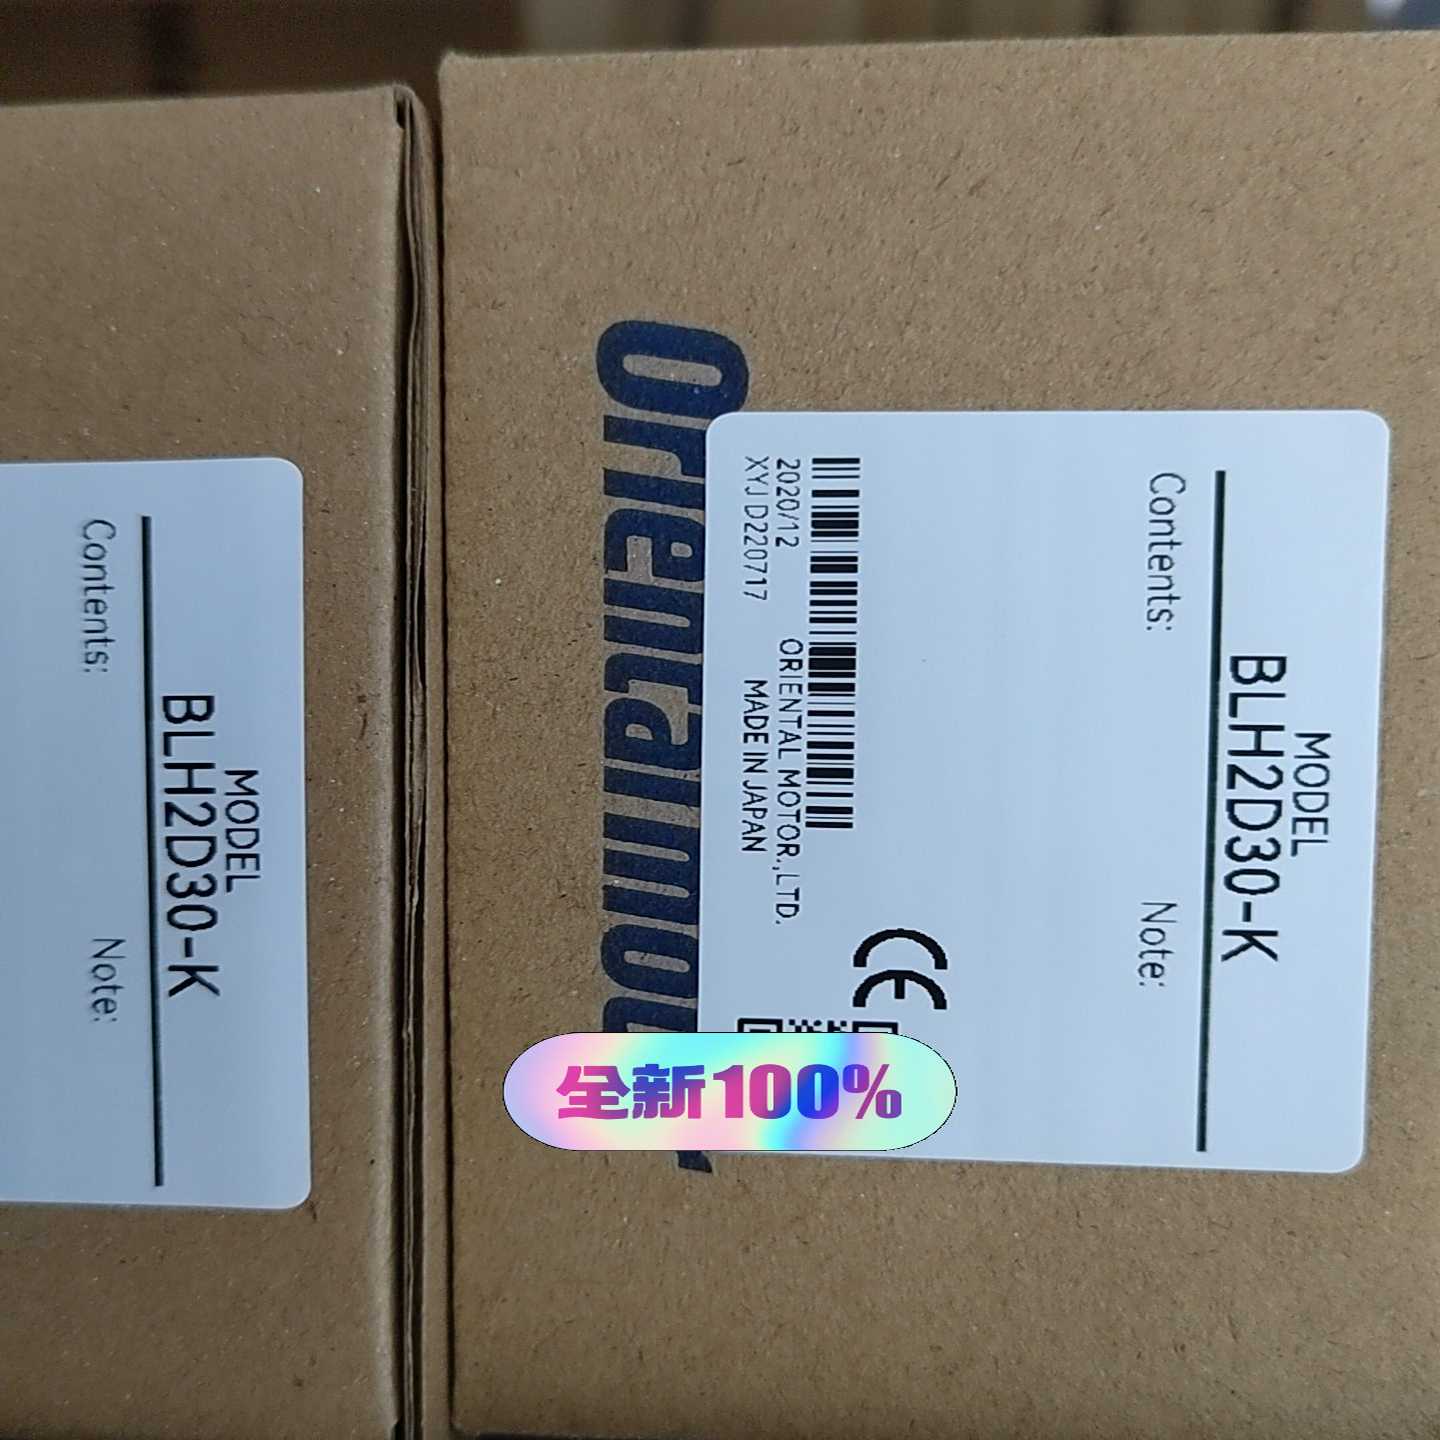 MODEL
BLH2D30-K
Contents:
Note:
MODEL
BLH2D30-K
Contents:
Note:
2020/12
ORIENTAL MOTOR.,LTD.
XYJ D220717
MADE IN JAPAN
CE
Orientalmotor
全新100%